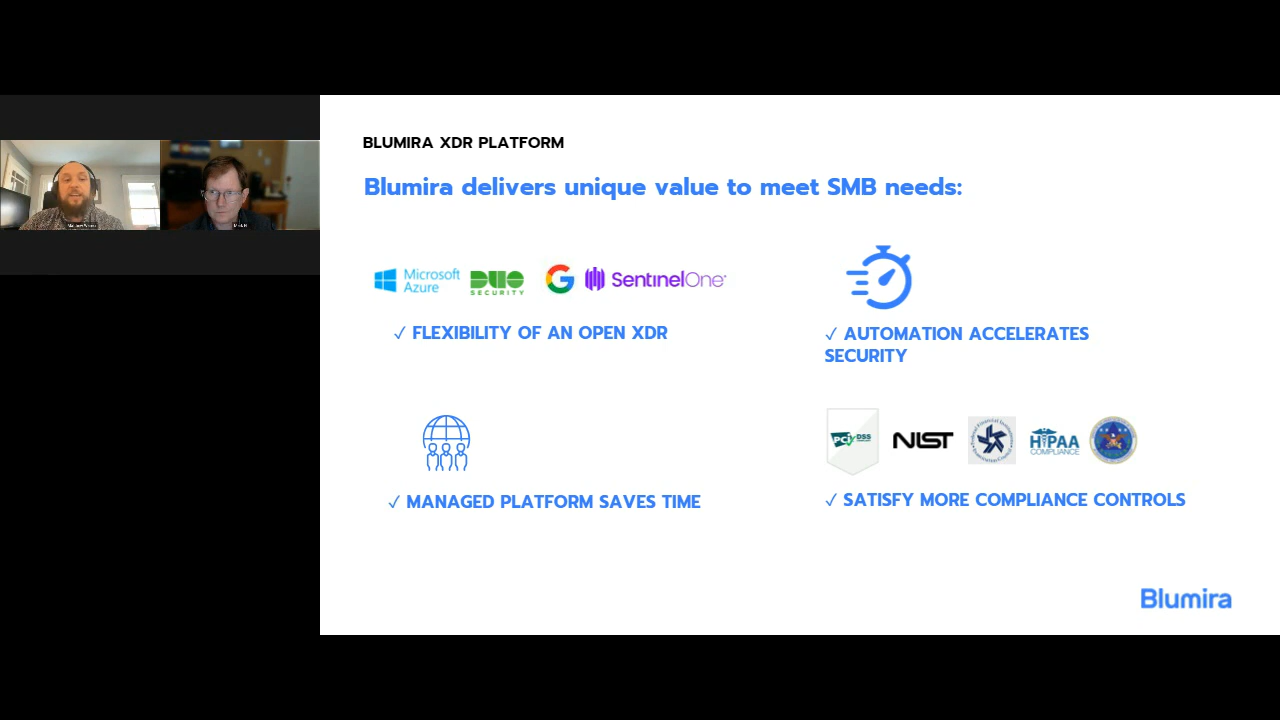 BLUMIRA XDR PLATFORM
Blumira delivers unique value to meet SMB needs:
Microsoft
Azure
DUO
SECURITY
G
SentinelOne
✓ FLEXIBILITY OF AN OPEN XDR
✓ AUTOMATION ACCELERATES
SECURITY
PCI DSS
NIST
HIPAA
COMPLIANCE
✓ MANAGED PLATFORM SAVES TIME
✓ SATISFY MORE COMPLIANCE CONTROLS
Blumira